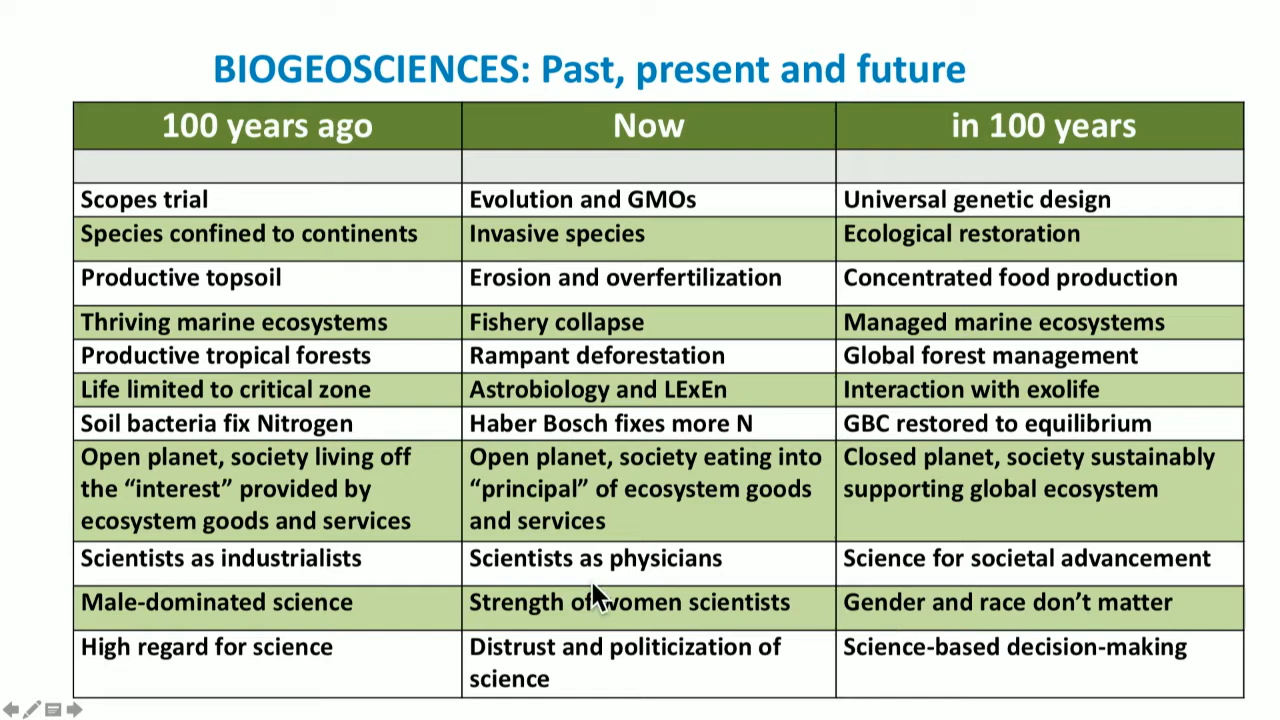 BIOGEOSCIENCES: Past, present and future
100 years ago Now in 100 years
Scopes trial Evolution and GMOs Universal genetic design
Species confined to continents Invasive species Ecological restoration
Productive topsoil Erosion and overfertilization Concentrated food production
Thriving marine ecosystems Fishery collapse Managed marine ecosystems
Productive tropical forests Rampant deforestation Global forest management
Life limited to critical zone Astrobiology and LExEn Interaction with exolife
Soil bacteria fix Nitrogen Haber Bosch fixes more N GBC restored to equilibrium
Open planet, society living off Open planet, society eating into Closed planet, society sustainably
the “interest” provided by “principal” of ecosystem goods supporting global ecosystem
ecosystem goods and services and services
Scientists as industrialists Scientists as physicians Science for societal advancement
Male-dominated science Strength of women scientists Gender and race don’t matter
High regard for science Distrust and politicization of Science-based decision-making
science